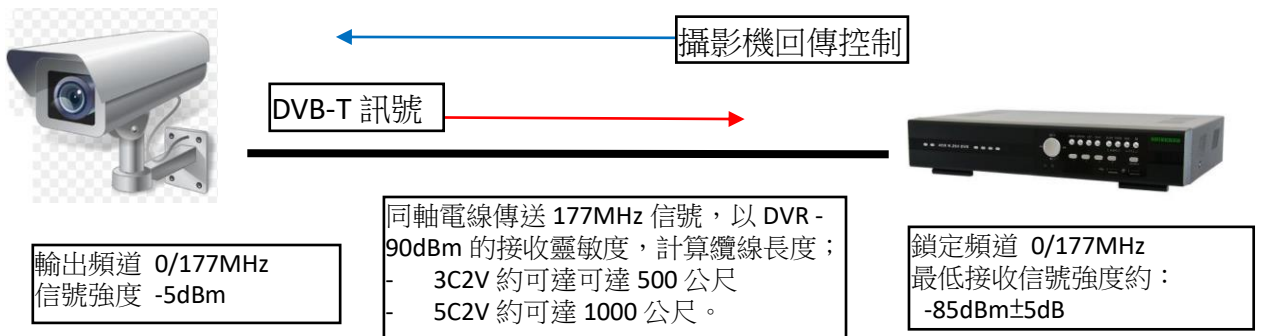 攝影機回傳控制
DVB-T 訊號
同軸電線傳送 177MHz 信號，以 DVR -
90dBm 的接收靈敏度，計算纜線長度；
- 3C2V 約可達可達 500 公尺
- 5C2V 約可達 1000 公尺。
輸出頻道 0/177MHz
信號強度 -5dBm
鎖定頻道 0/177MHz
最低接收信號強度約：
-85dBm±5dB